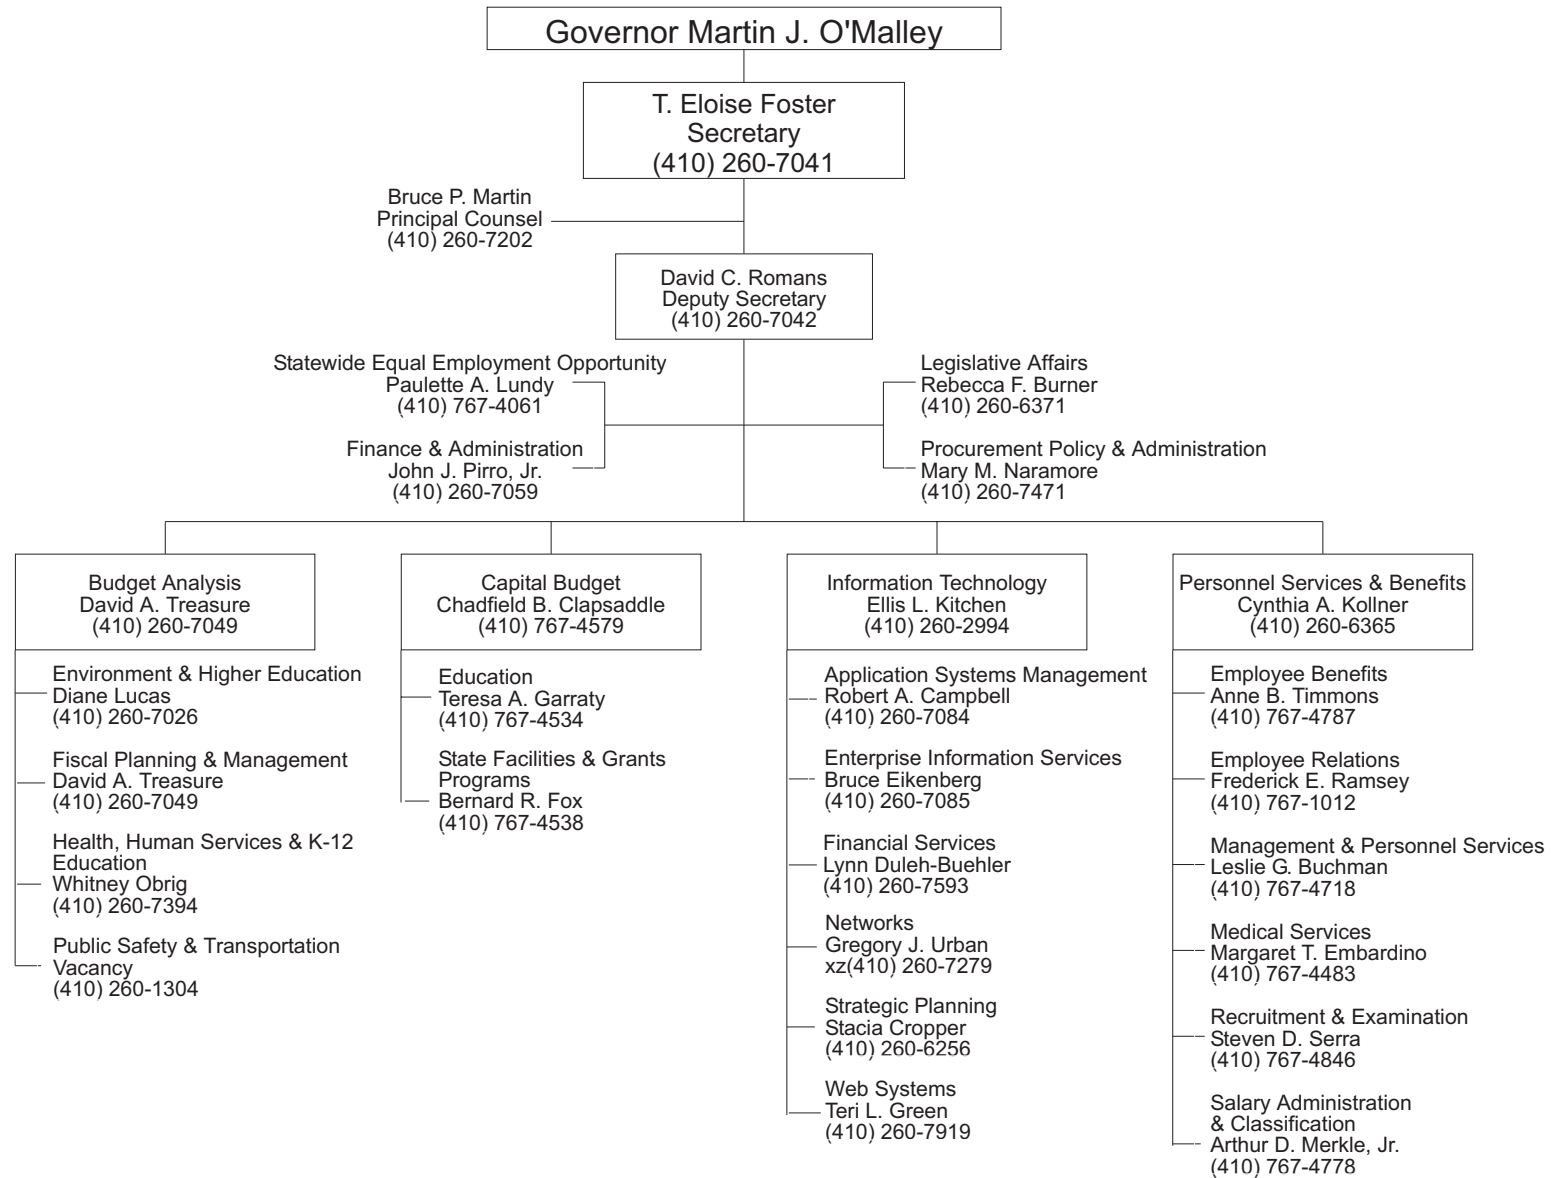 Governor Martin J. O'Malley
T. Eloise Foster
Secretary
(410) 260-7041
Bruce P. Martin
Principal Counsel
(410) 260-7202
David C. Romans
Deputy Secretary
(410) 260-7042
Statewide Equal Employment Opportunity
Paulette A. Lundy
(410) 767-4061
Finance & Administration
John J. Pirro, Jr.
(410) 260-7059
Legislative Affairs
Rebecca F. Burner
(410) 260-6371
Procurement Policy & Administration
Mary M. Naramore
(410) 260-7471
Budget Analysis
David A. Treasure
(410) 260-7049
Environment & Higher Education
Diane Lucas
(410) 260-7026
Fiscal Planning & Management
David A. Treasure
(410) 260-7049
Health, Human Services & K-12
Education
Whitney Obrig
(410) 260-7394
Public Safety & Transportation
Vacancy
(410) 260-1304
Capital Budget
Chadfield B. Clapsaddle
(410) 767-4579
Education
Teresa A. Garraty
(410) 767-4534
State Facilities & Grants
Programs
Bernard R. Fox
(410) 767-4538
Information Technology
Ellis L. Kitchen
(410) 260-2994
Application Systems Management
Robert A. Campbell
(410) 260-7084
Enterprise Information Services
Bruce Eikenberg
(410) 260-7085
Financial Services
Lynn Duleh-Buehler
(410) 260-7593
Networks
Gregory J. Urban
xz(410) 260-7279
Strategic Planning
Stacia Cropper
(410) 260-6256
Web Systems
Teri L. Green
(410) 260-7919
Personnel Services & Benefits
Cynthia A. Kollner
(410) 260-6365
Employee Benefits
Anne B. Timmons
(410) 767-4787
Employee Relations
Frederick E. Ramsey
(410) 767-1012
Management & Personnel Services
Leslie G. Buchman
(410) 767-4718
Medical Services
Margaret T. Embardino
(410) 767-4483
Recruitment & Examination
Steven D. Serra
(410) 767-4846
Salary Administration
& Classification
Arthur D. Merkle, Jr.
(410) 767-4778